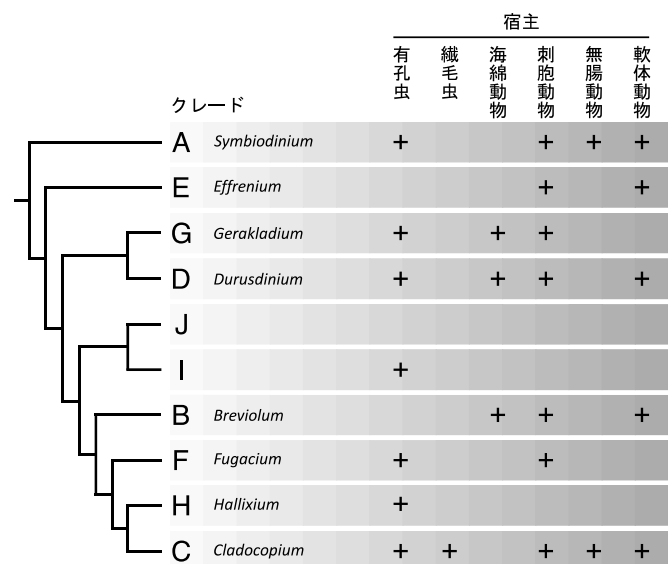 宿主
有孔虫
繊毛虫
海綿動物
刺胞動物
無腸動物
軟体動物
クレード
A Symbiodinium + + + +
E Effrenium + +
G Gerakladium + + +
D Durusdinium + + + +
J
I +
B Breviolum + + +
F Fugacium + +
H Hallixium +
C Cladocopium + + + + +